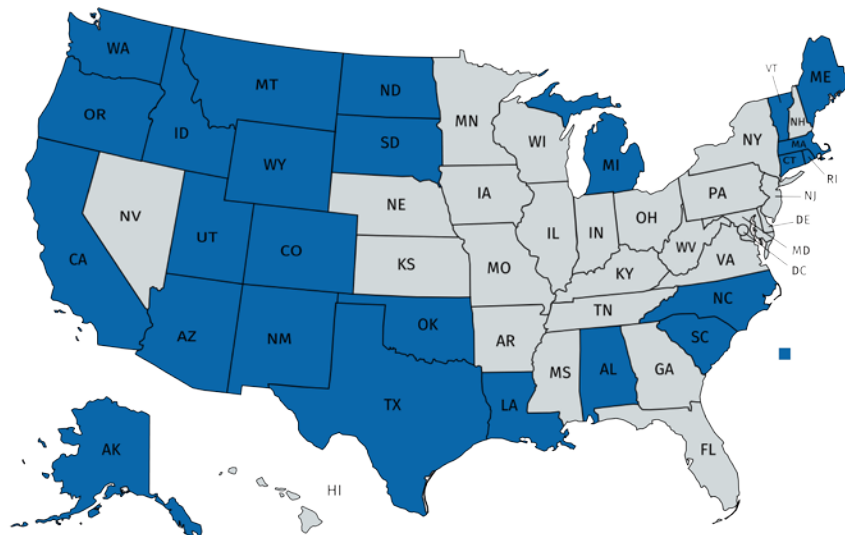 WA
MT
ND
MN
VT
ME
OR
ID
SD
WI
NH
NY
MA
WY
MI
CT
RI
IA
PA
NJ
NE
NV
OH
DE
UT
IL
IN
CO
WV
MD
CA
KS
MO
VA
DC
KY
NC
TN
AZ
NM
OK
AR
SC
MS
AL
GA
TX
LA
AK
FL
HI